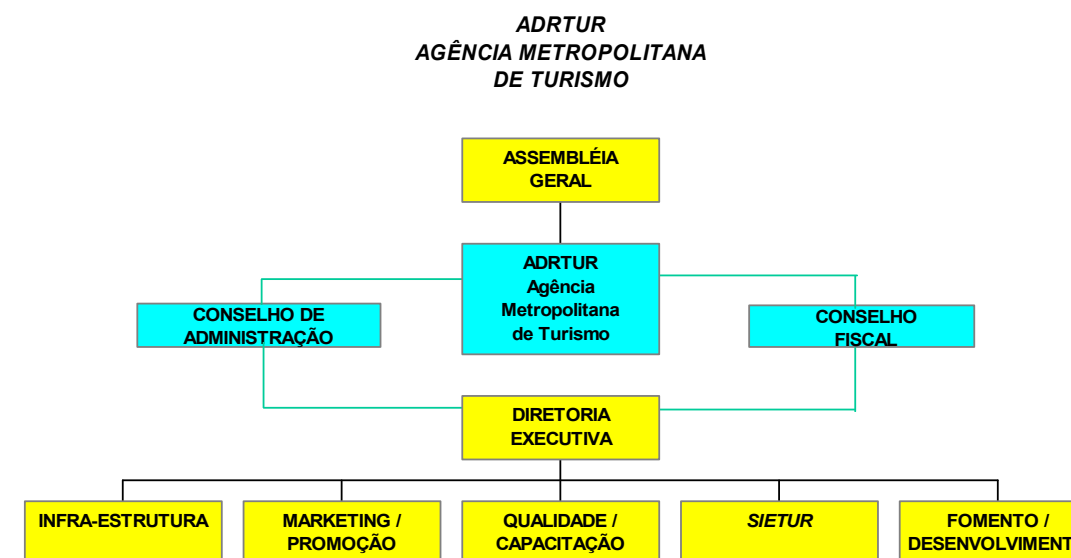 ADRTUR
AGÊNCIA METROPOLITANA
DE TURISMO
ASSEMBLÉIA
GERAL
ADRTUR
Agência
Metropolitana
de Turismo
CONSELHO DE
ADMINISTRAÇÃO
CONSELHO
FISCAL
DIRETORIA
EXECUTIVA
INFRA-ESTRUTURA
MARKETING /
PROMOÇÃO
QUALIDADE /
CAPACITAÇÃO
SIETUR
FOMENTO /
DESENVOLVIMENT